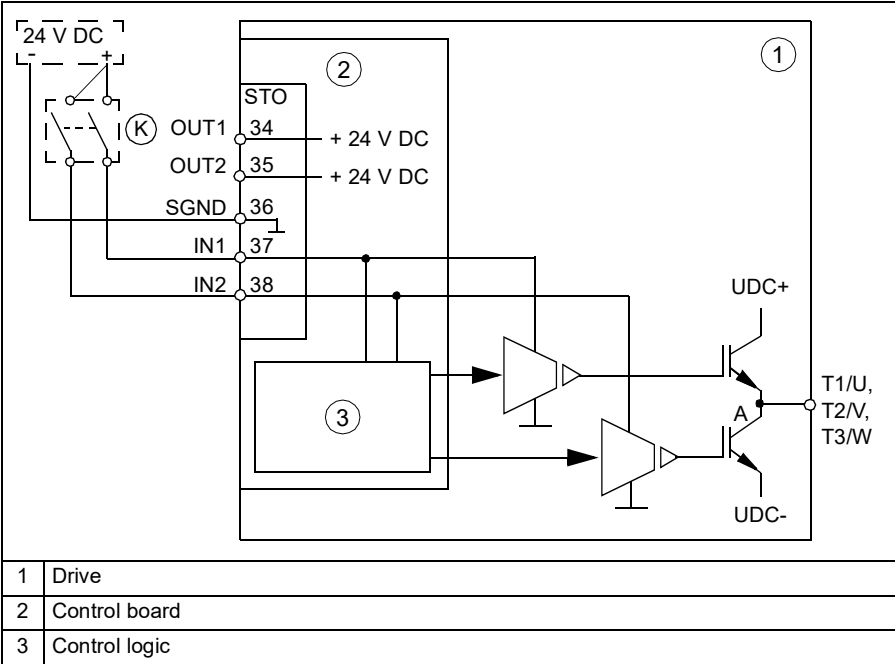 24 V DC
- +
1
2
STO
K
OUT1 34 + 24 V DC
OUT2 35 + 24 V DC
SGND 36
IN1 37
IN2 38
UDC+
3
A
T1/U,
T2/V,
T3/W
UDC-
1 Drive
2 Control board
3 Control logic